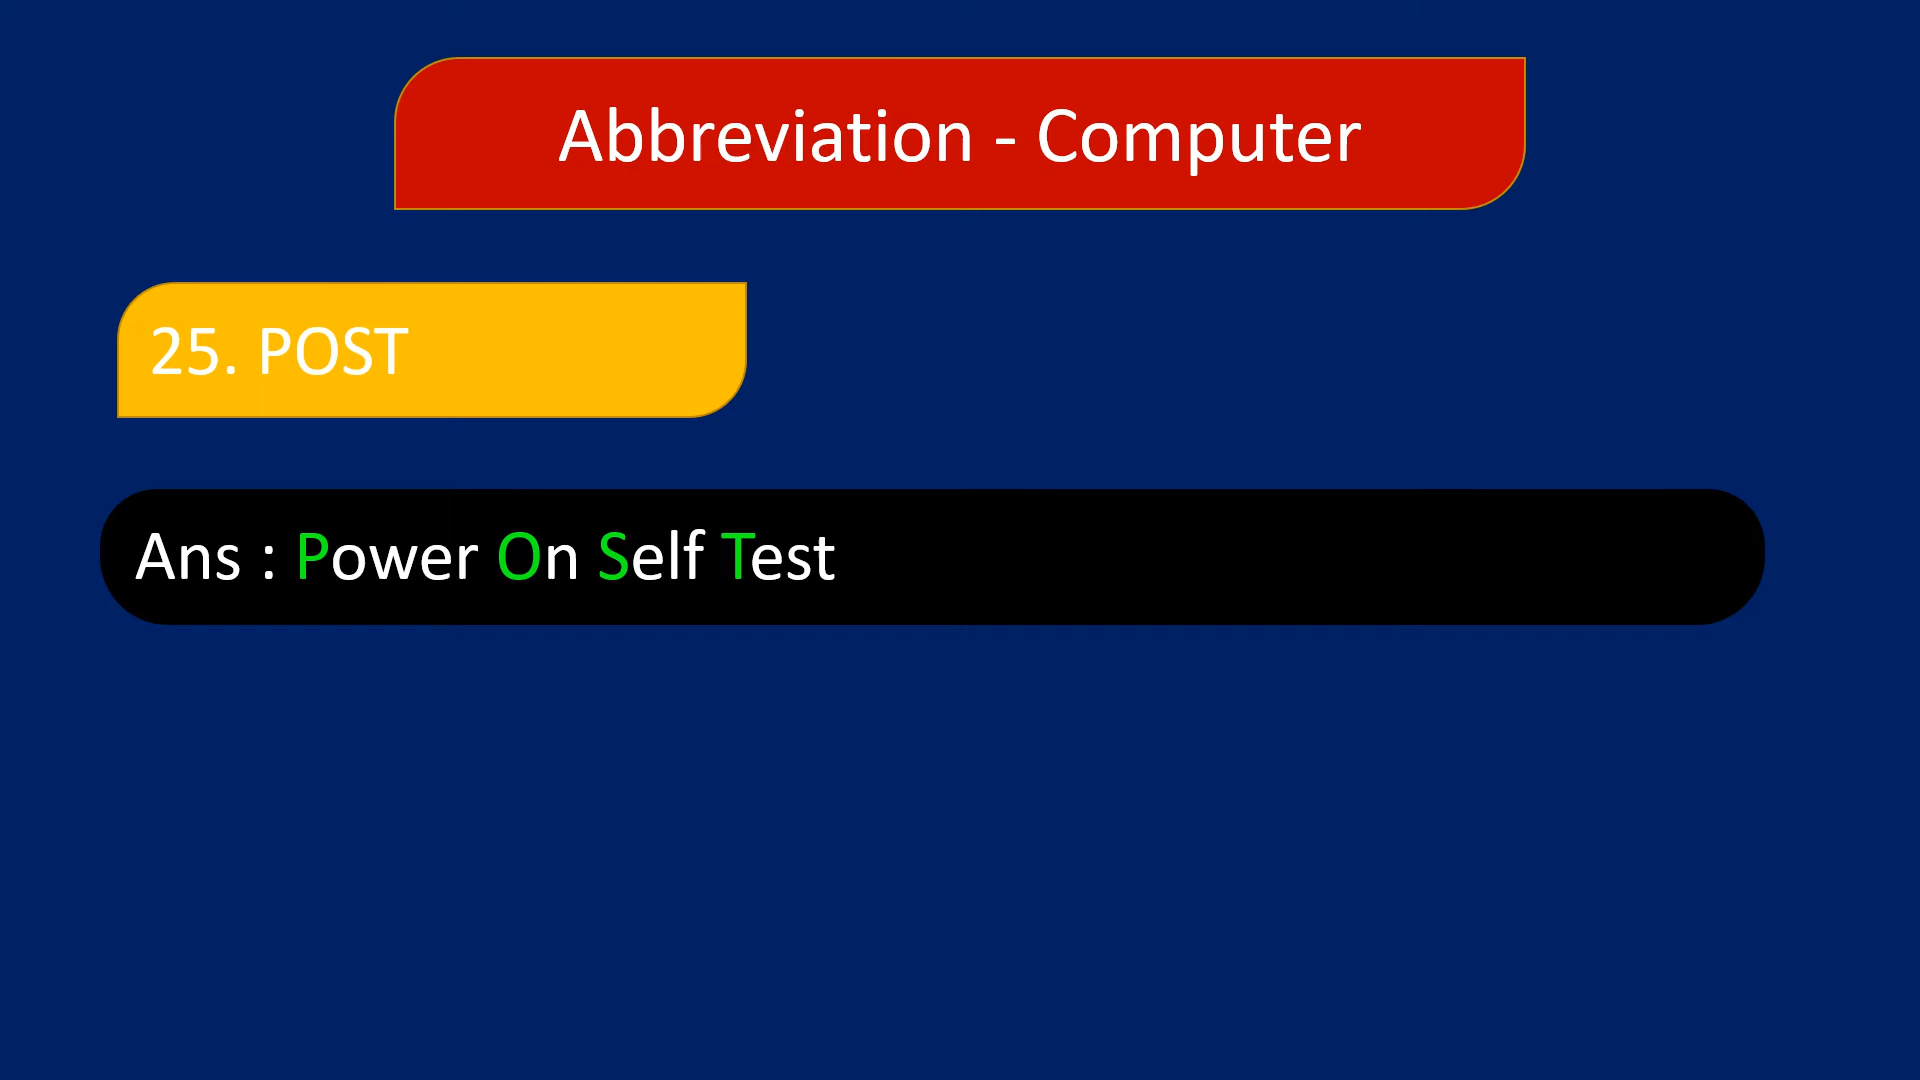 Abbreviation - Computer
25. POST
Ans : Power On Self Test